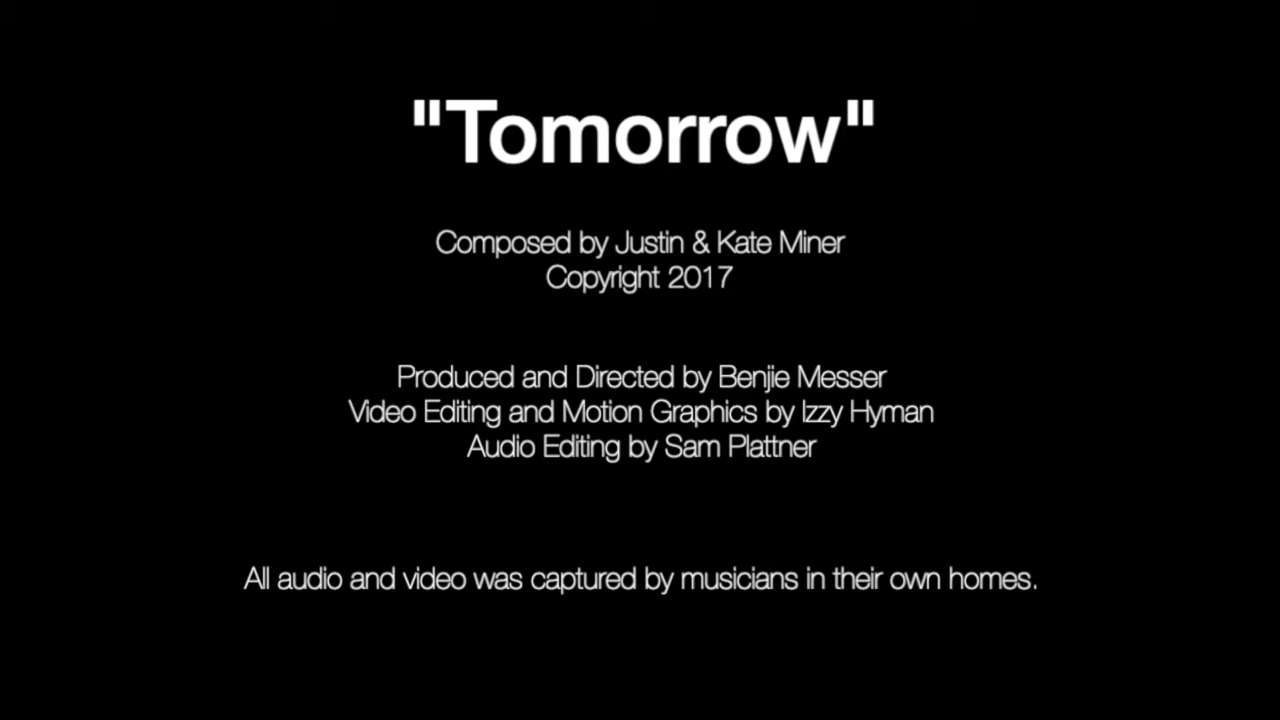 "Tomorrow"
Composed by Justin & Kate Miner
Copyright 2017
Produced and Directed by Benjie Messer
Video Editing and Motion Graphics by Izzy Hyman
Audio Editing by Sam Plattner
All audio and video was captured by musicians in their own homes.